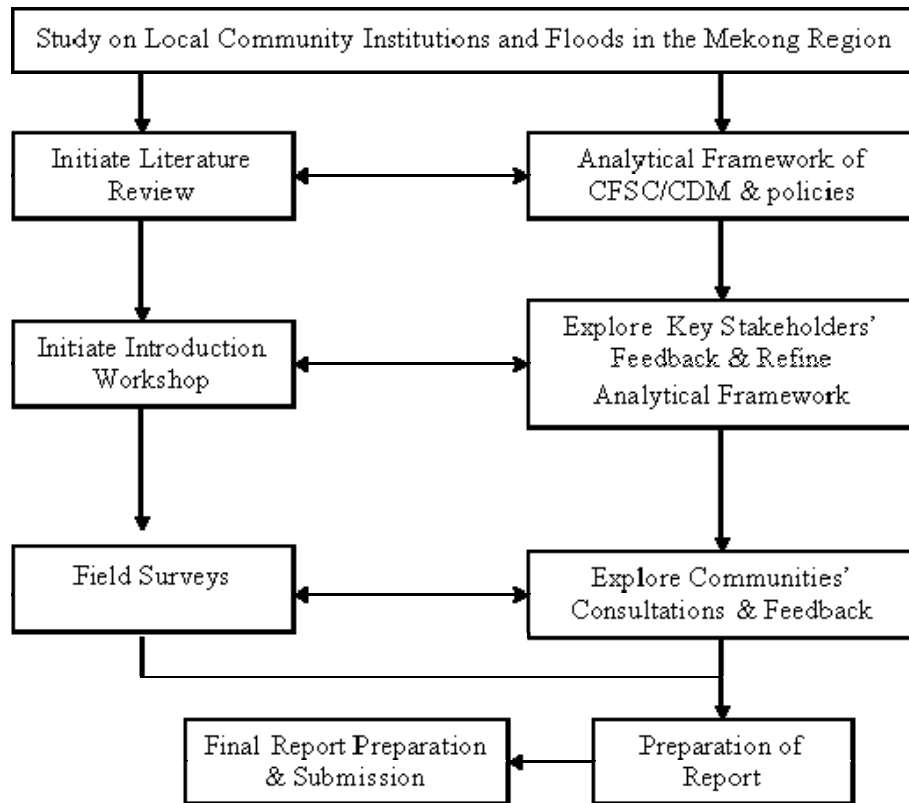 Study on Local Community Institutions and Floods in the Mekong Region
Initiate Literature
Review
Analytical Framework of
CFSC/CDM & policies
Initiate Introduction
Workshop
Explore Key Stakeholders'
Feedback & Refine
Analytical Framework
Field Surveys
Explore Communities'
Consultations & Feedback
Final Report Preparation
& Submission
Preparation of
Report